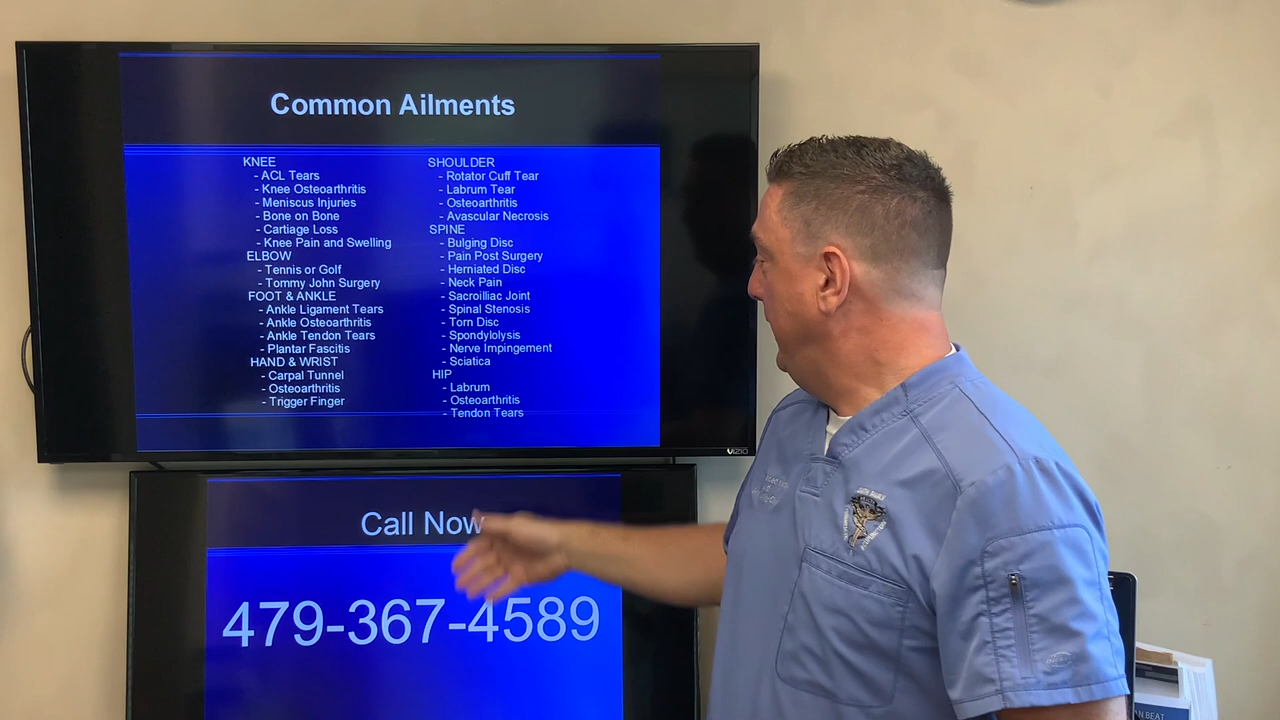 Common Ailments
KNEE
- ACL Tears
- Knee Osteoarthritis
- Meniscus Injuries
- Bone on Bone
- Cartiage Loss
- Knee Pain and Swelling
ELBOW
- Tennis or Golf
- Tommy John Surgery
FOOT & ANKLE
- Ankle Ligament Tears
- Ankle Osteoarthritis
- Ankle Tendon Tears
- Plantar Fascitis
HAND & WRIST
- Carpal Tunnel
- Osteoarthritis
- Trigger Finger
SHOULDER
- Rotator Cuff Tear
- Labrum Tear
- Osteoarthritis
- Avascular Necrosis
SPINE
- Bulging Disc
- Pain Post Surgery
- Herniated Disc
- Neck Pain
- Sacroilliac Joint
- Spinal Stenosis
- Torn Disc
- Spondylolysis
- Nerve Impingement
- Sciatica
HIP
- Labrum
- Osteoarthritis
- Tendon Tears
VIZIO
Call Now
479-367-4589
BEAT